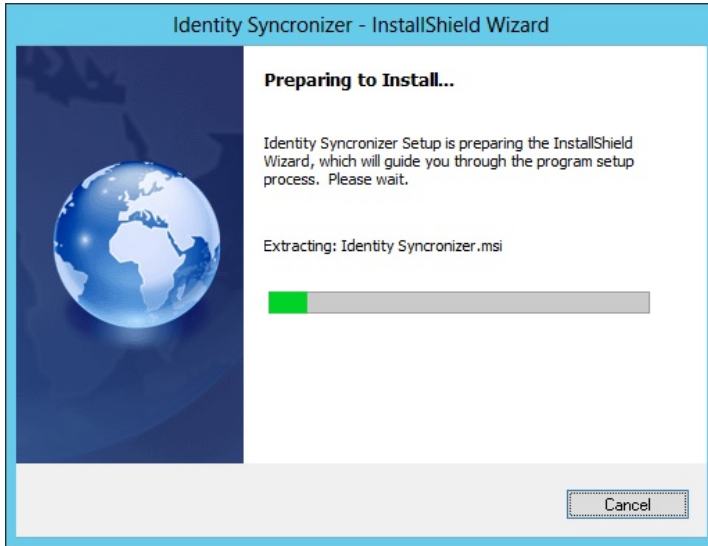 Identity Syncronizer - InstallShield Wizard
Preparing to Install...
Identity Syncronizer Setup is preparing the InstallShield
Wizard, which will guide you through the program setup
process. Please wait.
Extracting: Identity Syncronizer.msi
Cancel